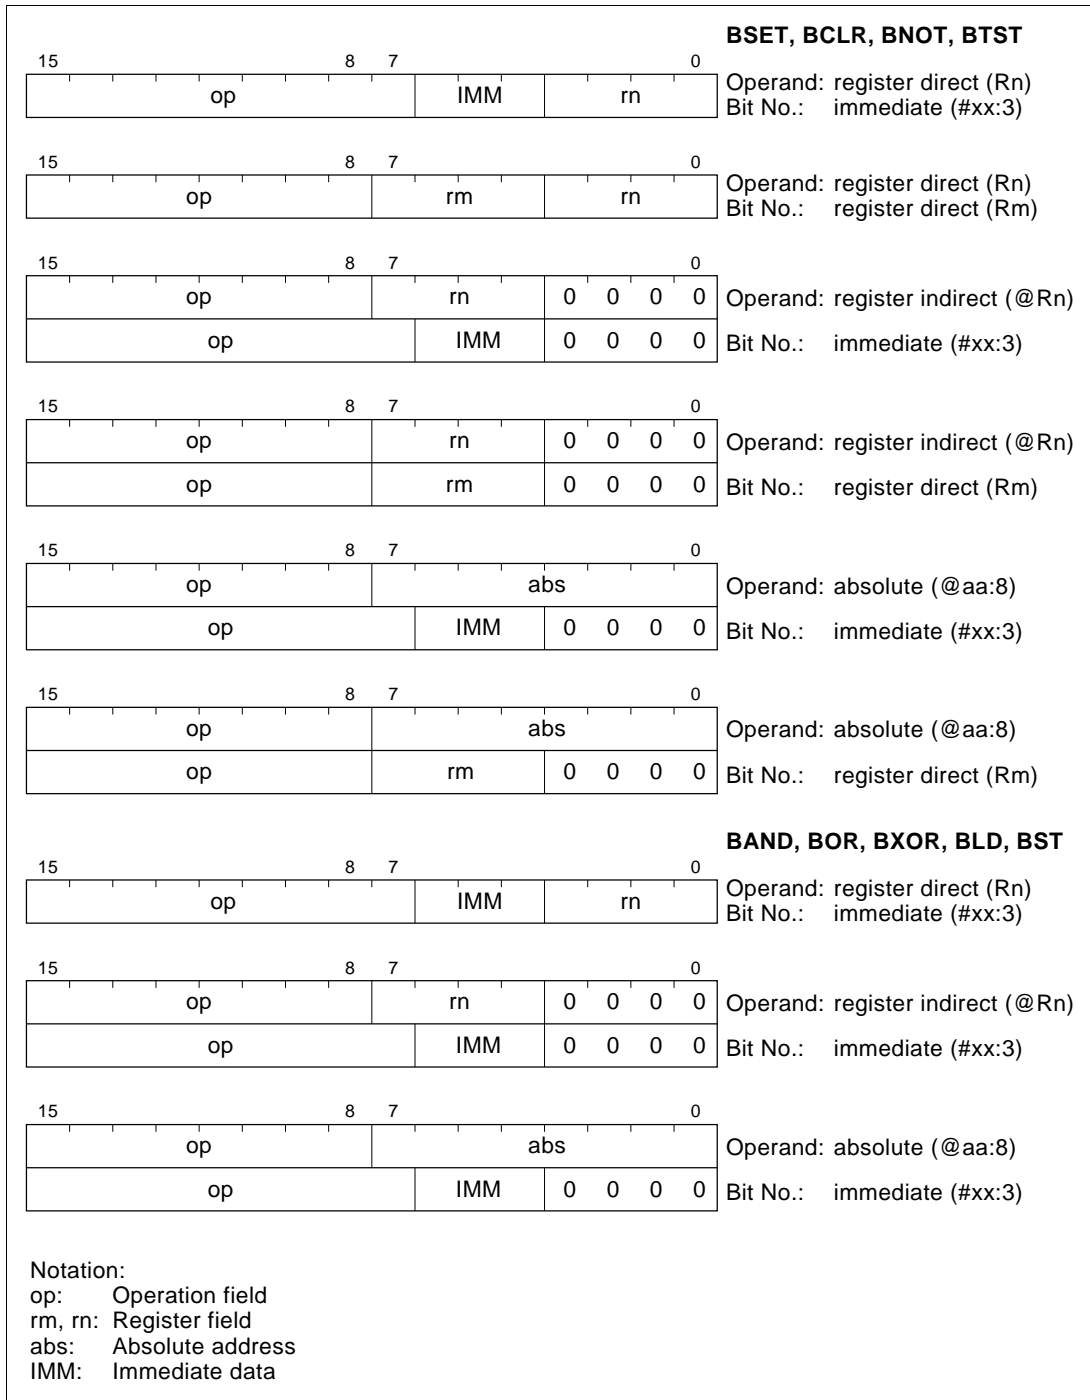 BSET, BCLR, BNOT, BTST
15 8 7 0
op IMM rn Operand: register direct (Rn)
Bit No.: immediate (#xx:3)
15 8 7 0
op rm rn Operand: register direct (Rn)
Bit No.: register direct (Rm)
15 8 7 0
op rn 0 0 0 0 Operand: register indirect (@Rn)
op IMM 0 0 0 0 Bit No.: immediate (#xx:3)
15 8 7 0
op rn 0 0 0 0 Operand: register indirect (@Rn)
op rm 0 0 0 0 Bit No.: register direct (Rm)
15 8 7 0
op abs Operand: absolute (@aa:8)
op IMM 0 0 0 0 Bit No.: immediate (#xx:3)
15 8 7 0
op abs Operand: absolute (@aa:8)
op rm 0 0 0 0 Bit No.: register direct (Rm)
BAND, BOR, BXOR, BLD, BST
15 8 7 0
op IMM rn Operand: register direct (Rn)
Bit No.: immediate (#xx:3)
15 8 7 0
op rn 0 0 0 0 Operand: register indirect (@Rn)
op IMM 0 0 0 0 Bit No.: immediate (#xx:3)
15 8 7 0
op abs Operand: absolute (@aa:8)
op IMM 0 0 0 0 Bit No.: immediate (#xx:3)
Notation:
op: Operation field
rm, rn: Register field
abs: Absolute address
IMM: Immediate data